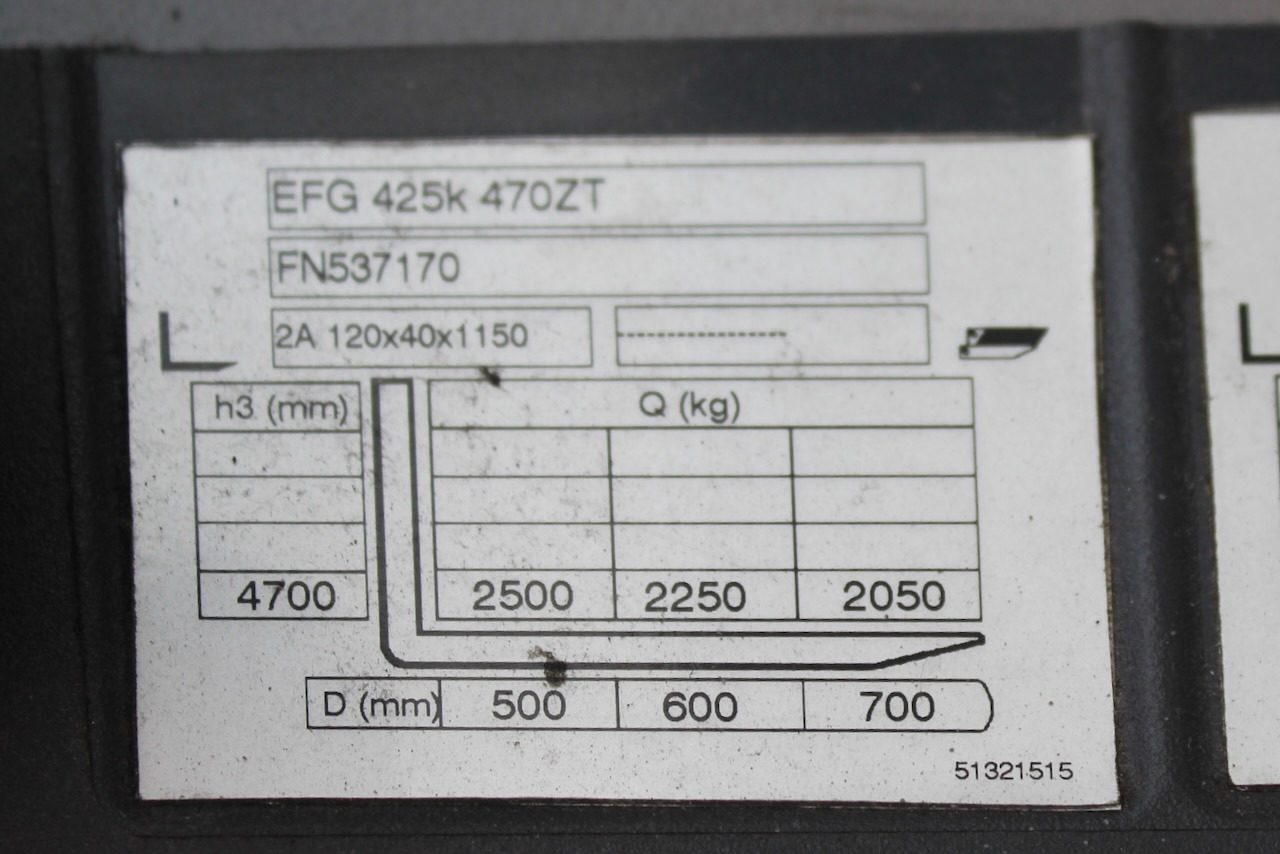 EFG 425k 470ZT
FN537170
2A 120x40x1150 --------------------
h3 (mm) Q (kg)
4700 2500 2250 2050
D (mm) 500 600 700
51321515